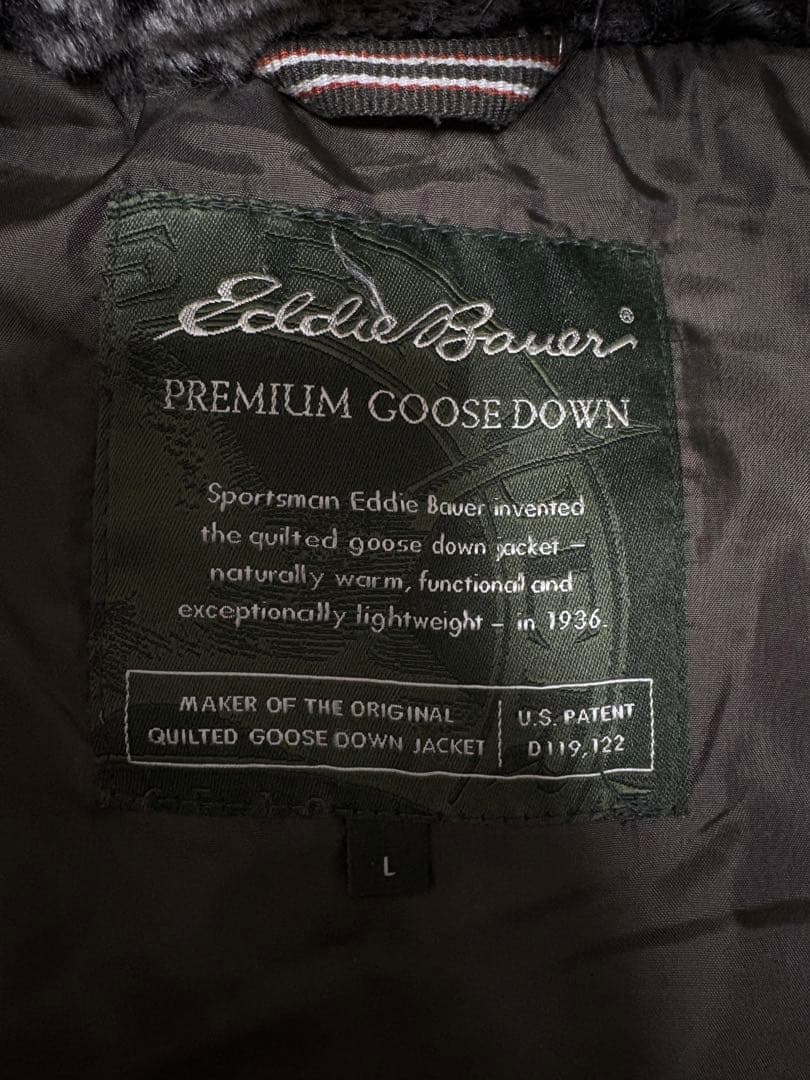 Eddie Bauer®
PREMIUM GOOSE DOWN
Sportsman Eddie Bauer invented
the quilted goose down jacket –
naturally warm, functional and
exceptionally lightweight – in 1936.
MAKER OF THE ORIGINAL
QUILTED GOOSE DOWN JACKET
U.S. PATENT
D119,122
L